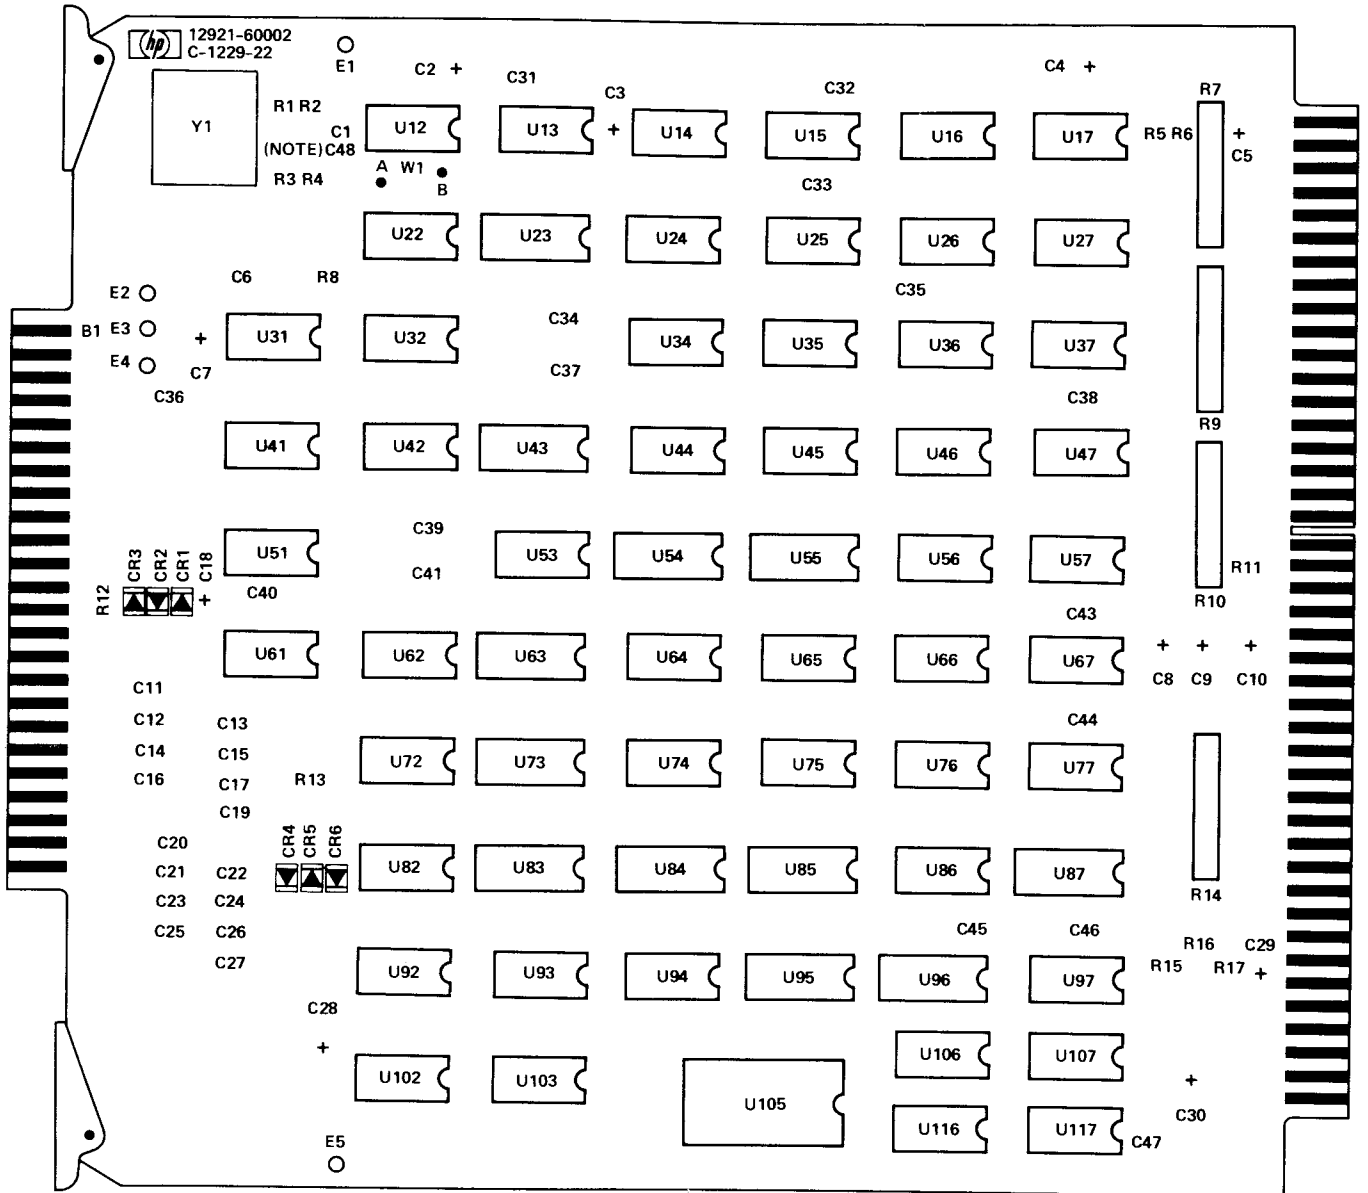 hp 12921-60002
C-1229-22
E1
C2 +
C31
C3
C32
C4 +
R7
Y1
R1 R2
C1
(NOTE) C48
R3 R4
U12
U13
+
U14
U15
U16
U17
R5 R6
+
C5
A W1 B
C33
U22
U23
U24
U25
U26
U27
C6
R8
E2
C35
B1 E3
+
U31
U32
C34
U34
U35
U36
U37
E4
C7
C37
C36
C38
R9
U41
U42
U43
U44
U45
U46
U47
C39
R12
CR3
CR2
CR1
C18
+
U51
U53
U54
U55
U56
U57
R11
C41
C40
R10
C43
U61
U62
U63
U64
U65
U66
U67
+ + +
C8 C9 C10
C11
C12
C13
C44
C14
C15
U72
U73
U74
U75
U76
U77
C16
C17
R13
C19
C20
CR4
CR5
CR6
C21
C22
U82
U83
U84
U85
U86
U87
C23
C24
R14
C25
C26
C45
C46
R16
C29
C27
R15
R17
+
U92
U93
U94
U95
U96
U97
C28
+
U106
U107
U102
U103
U105
+
C30
U116
U117
C47
E5